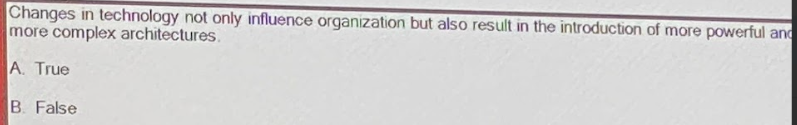 Changes in technology not only influence organization but also result in the introduction of more powerful and
more complex architectures.
A. True
B. False